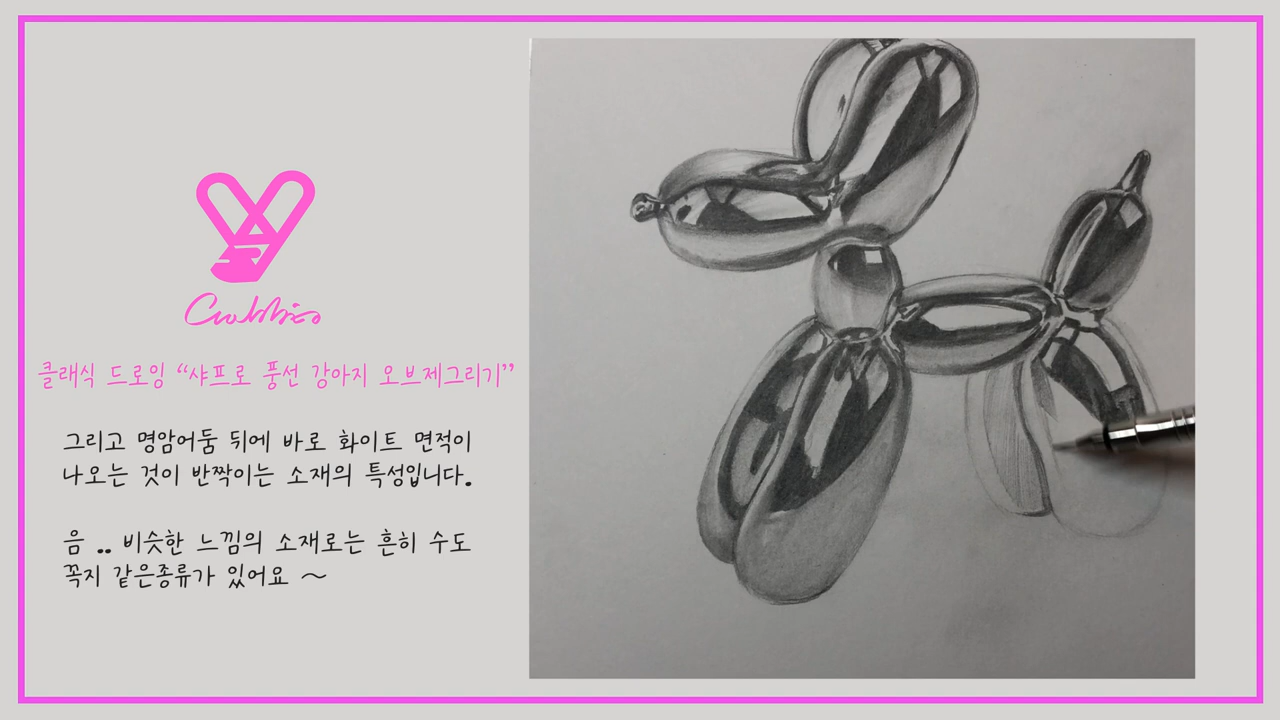 클래식 드로잉 “샤프로 풍선 강아지 오브제그리기”
그리고 명암어둠 뒤에 바로 화이트 면적이
나오는 것이 반짝이는 소재의 특성입니다.
음 .. 비슷한 느낌의 소재로는 흔히 수도
꼭지 같은종류가 있어요 ~